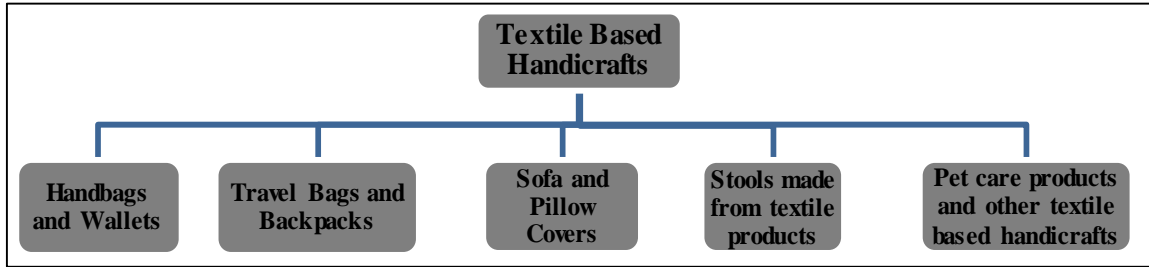 Textile Based
Handicrafts
Handbags
and Wallets
Travel Bags and
Backpacks
Sofa and
Pillow
Covers
Stools made
from textile
products
Pet care products
and other textile
based handicrafts